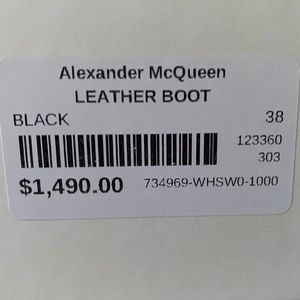 Alexander McQueen
LEATHER BOOT
BLACK 38
123360
303
$1,490.00 734969-WHSW0-1000